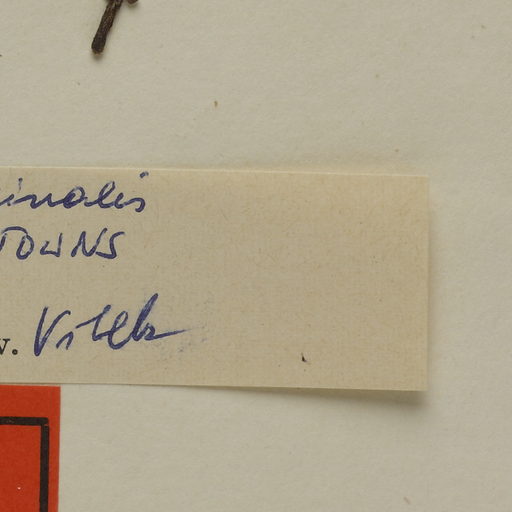 inalis
TOWNS
v. Vitek